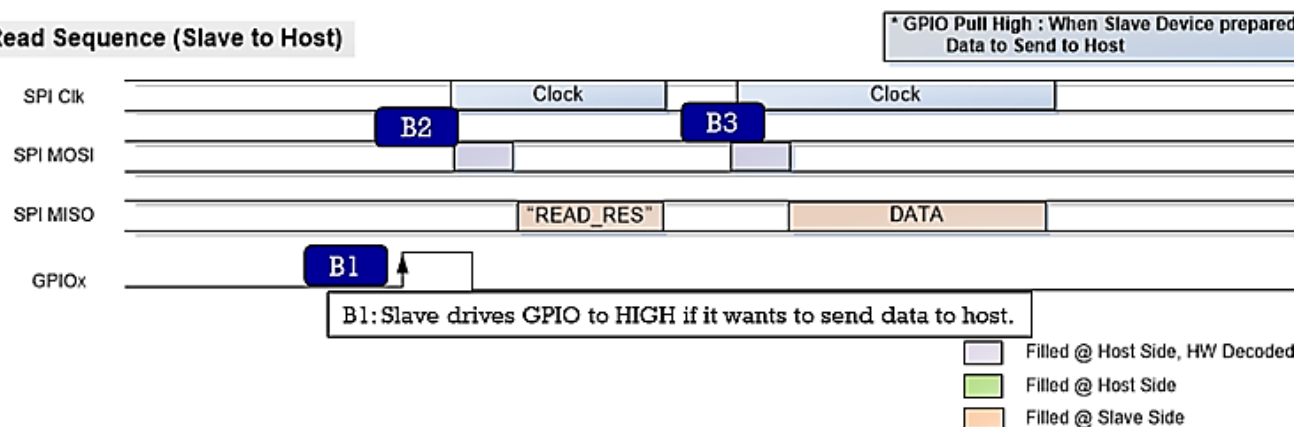 Read Sequence (Slave to Host)
* GPIO Pull High : When Slave Device prepared
Data to Send to Host
SPI Clk
Clock
Clock
B2
B3
SPI MOSI
SPI MISO
"READ_RES"
DATA
B1
GPIOx
B1: Slave drives GPIO to HIGH if it wants to send data to host.
Filled @ Host Side, HW Decoded
Filled @ Host Side
Filled @ Slave Side